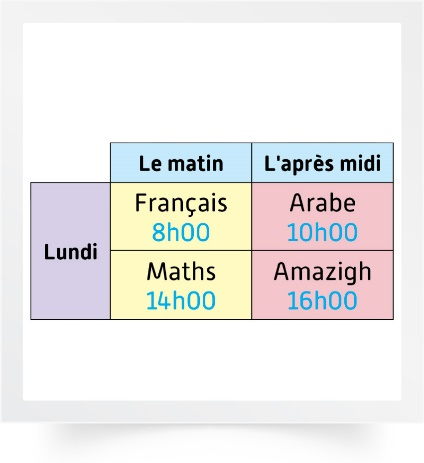 Le matin L'après midi
Lundi
Français Arabe
8h00 10h00
Maths Amazigh
14h00 16h00